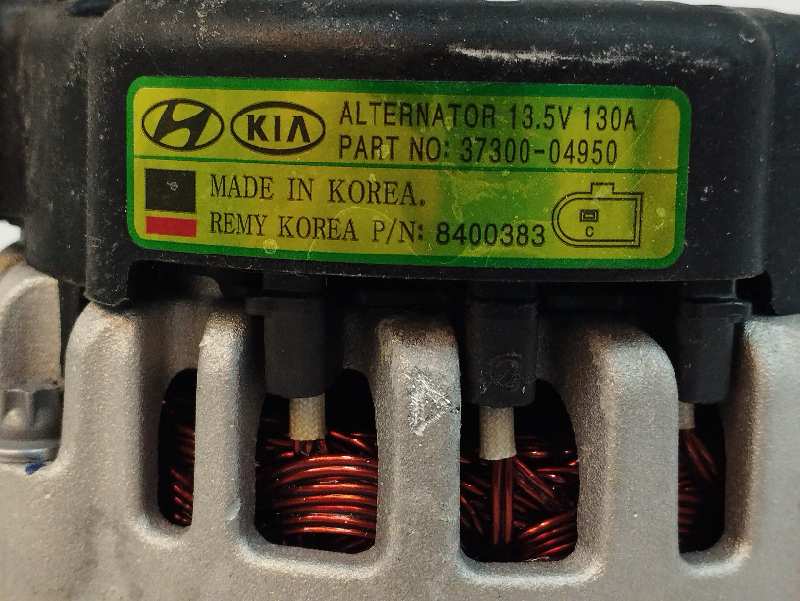 KIA
ALTERNATOR 13.5V 130A
PART NO: 37300-04950
MADE IN KOREA.
REMY KOREA P/N: 8400383
C